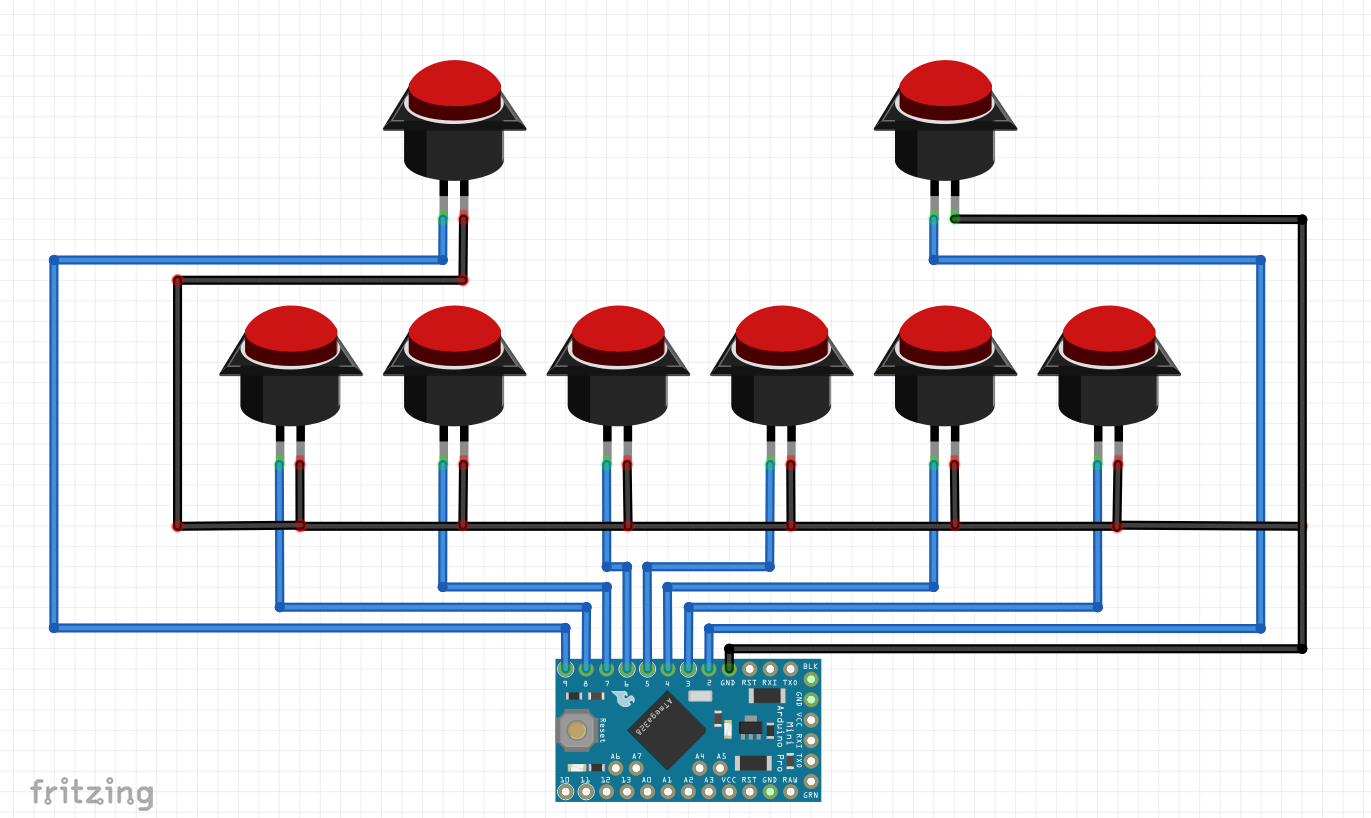 BLK
9 8 7 6 5 4 3 2 GND RST RXI TXO
GND VCC RXI TXO
ATmega328
Arduino Pro
Mini
Reset
A6 A7 A4 A5
10 11 12 13 A0 A1 A2 A3 VCC RST GND RAW
GRN
fritzing